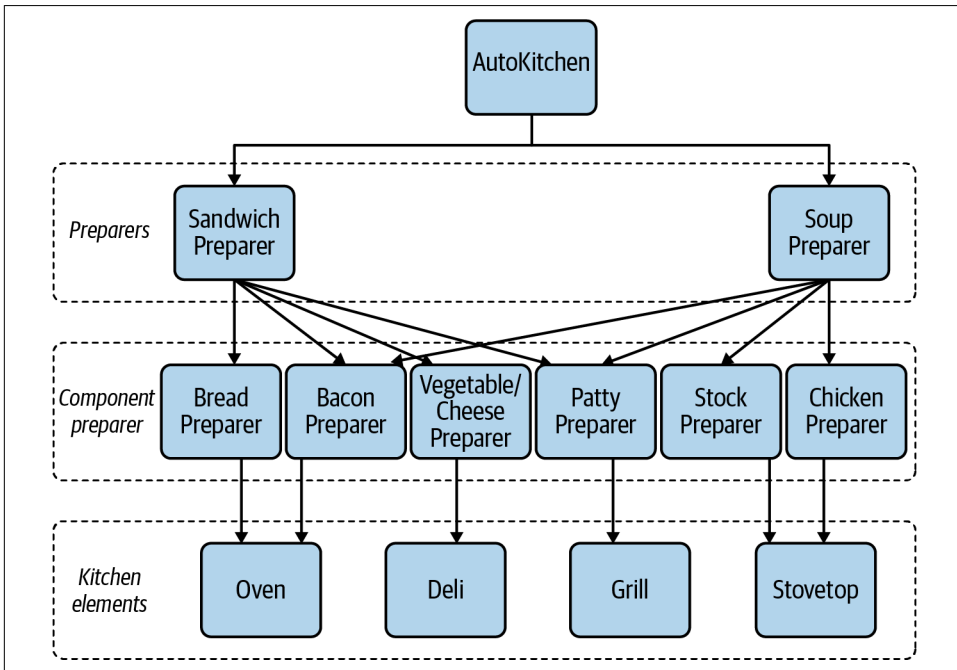 AutoKitchen
Preparers
Sandwich
Preparer
Soup
Preparer
Component
preparer
Bread
Preparer
Bacon
Preparer
Vegetable/
Cheese
Preparer
Patty
Preparer
Stock
Preparer
Chicken
Preparer
Kitchen
elements
Oven
Deli
Grill
Stovetop